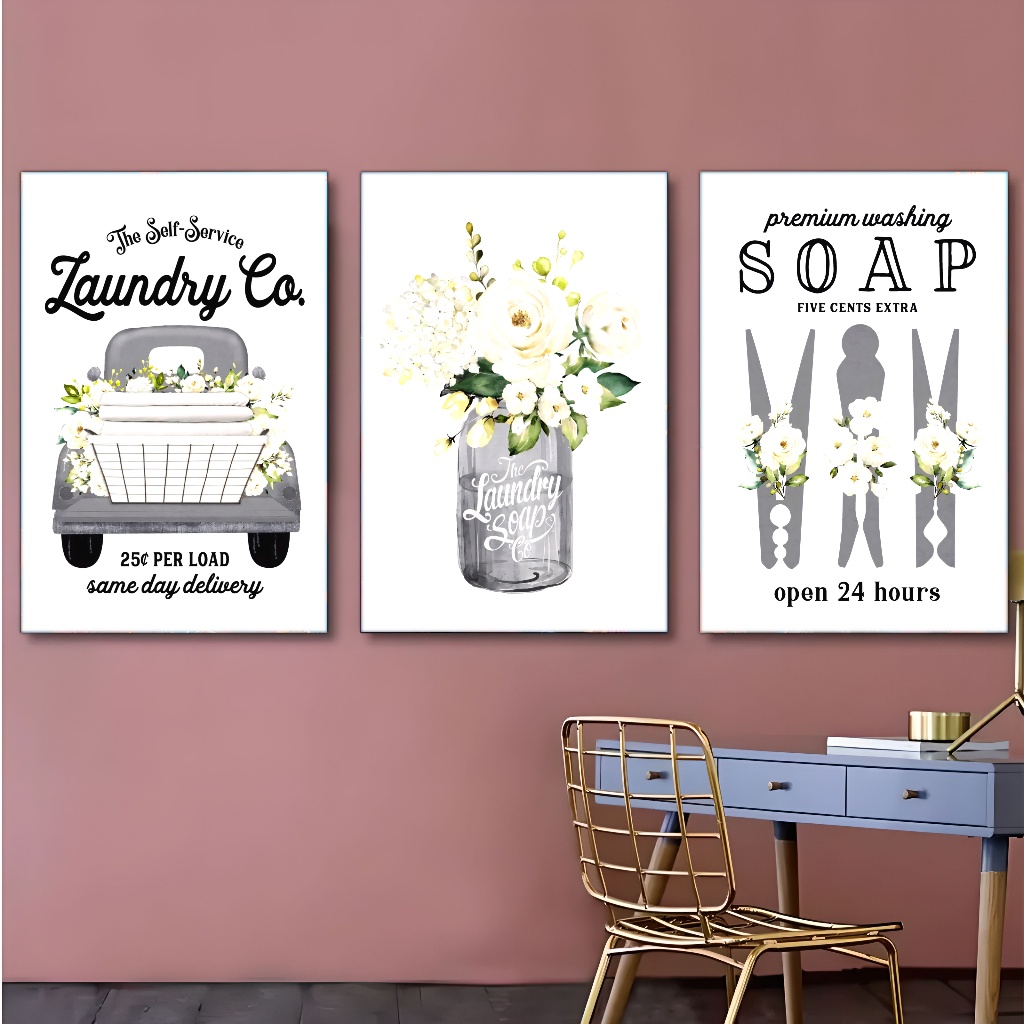 The Self-Service
Laundry Co.
25¢ PER LOAD
same day delivery
The
Laundry
Soap
Co
premium washing
SOAP
FIVE CENTS EXTRA
open 24 hours